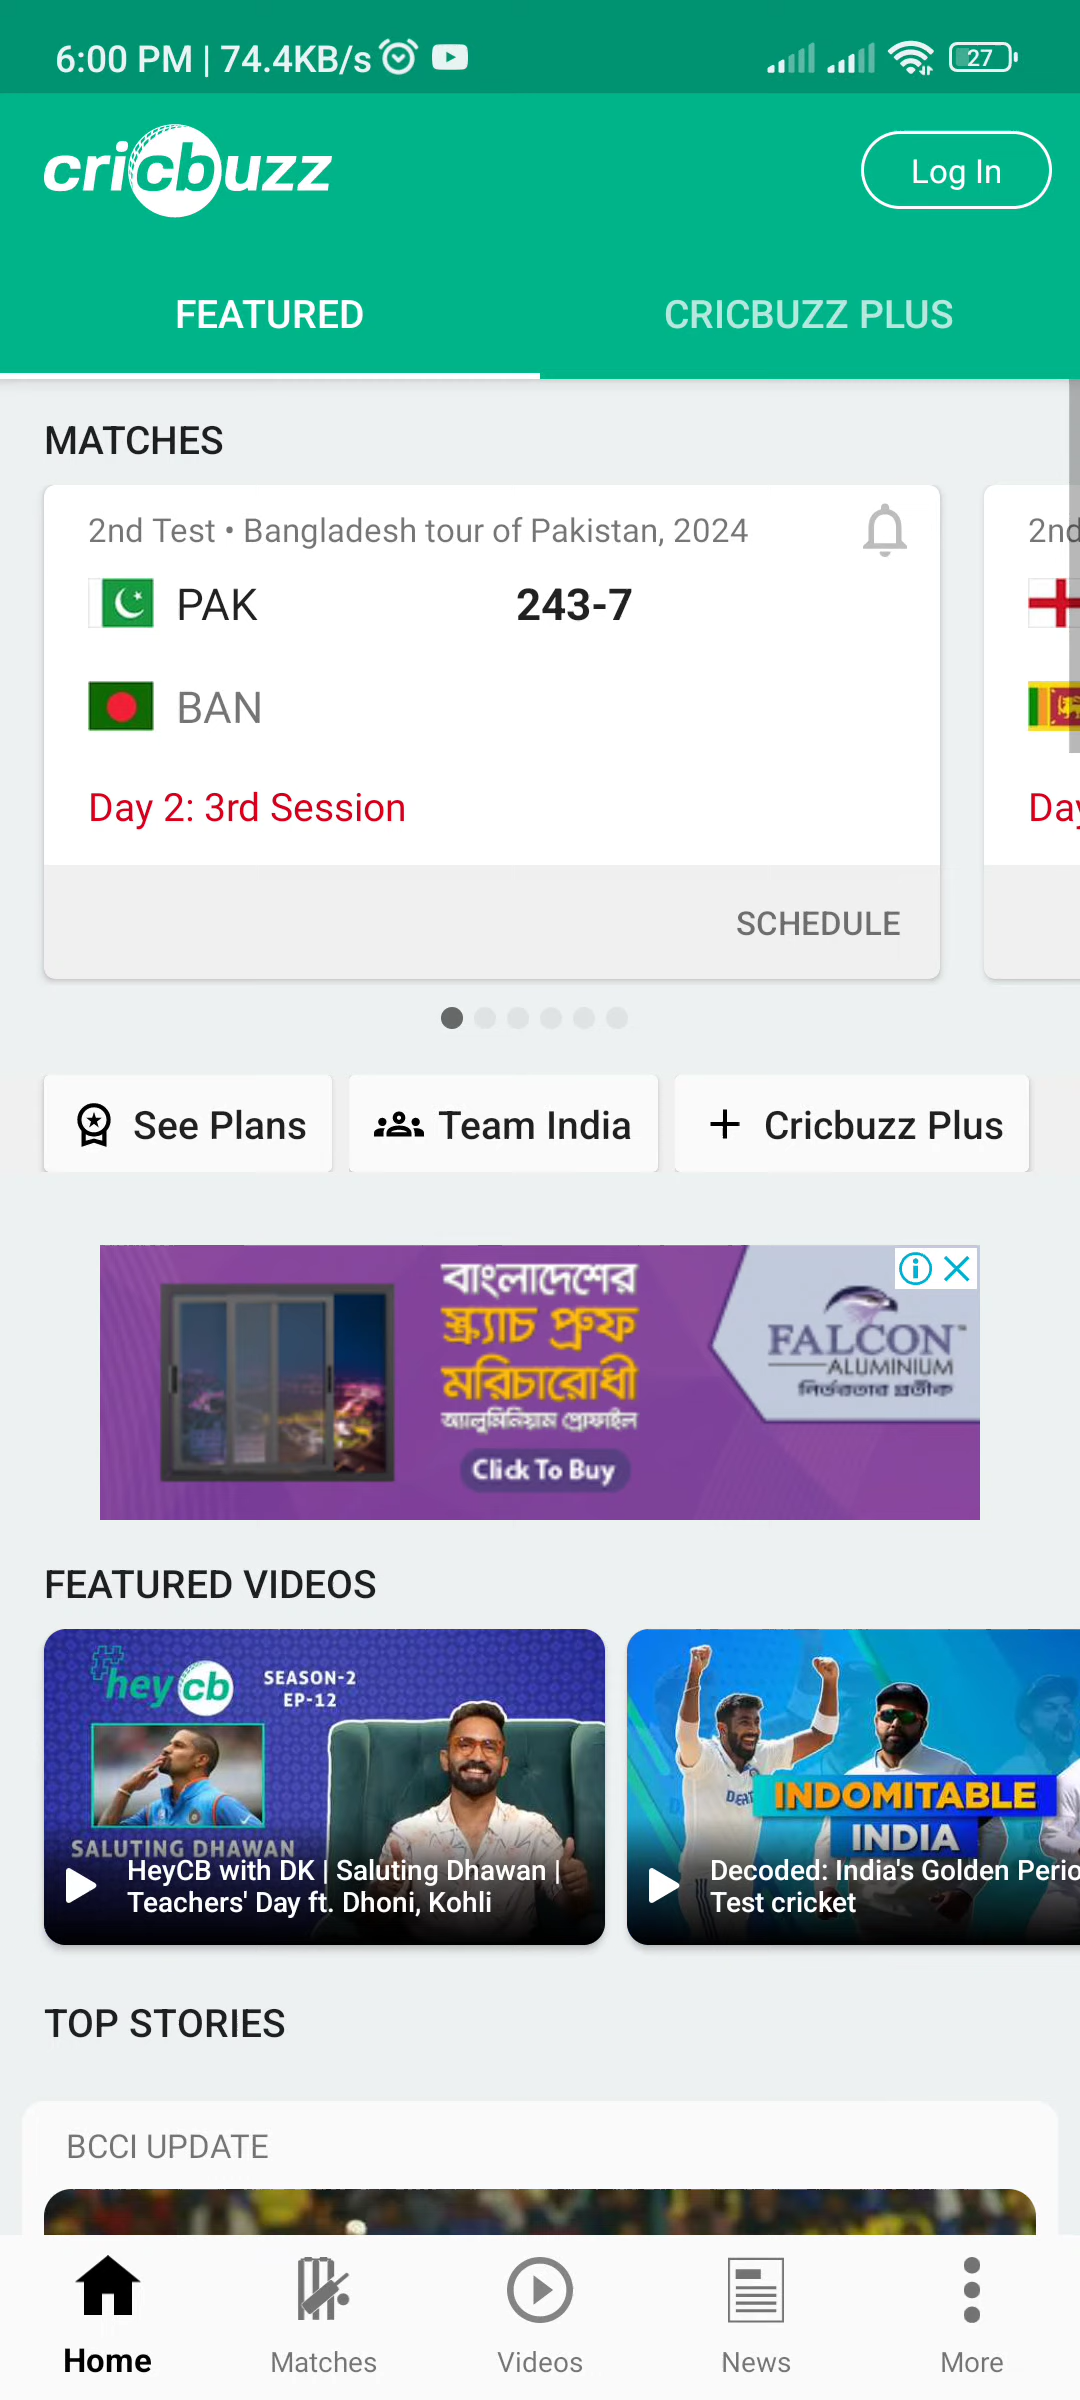 6:00 PM | 74.4KB/s
27
cricbuzz
Log In
FEATURED
CRICBUZZ PLUS
MATCHES
2nd Test • Bangladesh tour of Pakistan, 2024
PAK
243-7
BAN
Day 2: 3rd Session
SCHEDULE
2nd
Day
See Plans
Team India
Cricbuzz Plus
বাংলাদেশের
স্ক্র্যাচ প্রুফ
মরিচারোধী
অ্যালুমিনিয়াম প্রোফাইল
Click To Buy
FALCON™
ALUMINIUM
নির্ভরতার প্রতীক
FEATURED VIDEOS
#hey cb
SEASON-2
EP-12
SALUTING DHAWAN
HeyCB with DK | Saluting Dhawan |
Teachers' Day ft. Dhoni, Kohli
INDOMITABLE
INDIA
Decoded: India's Golden Perio
Test cricket
TOP STORIES
BCCI UPDATE
Home
Matches
Videos
News
More